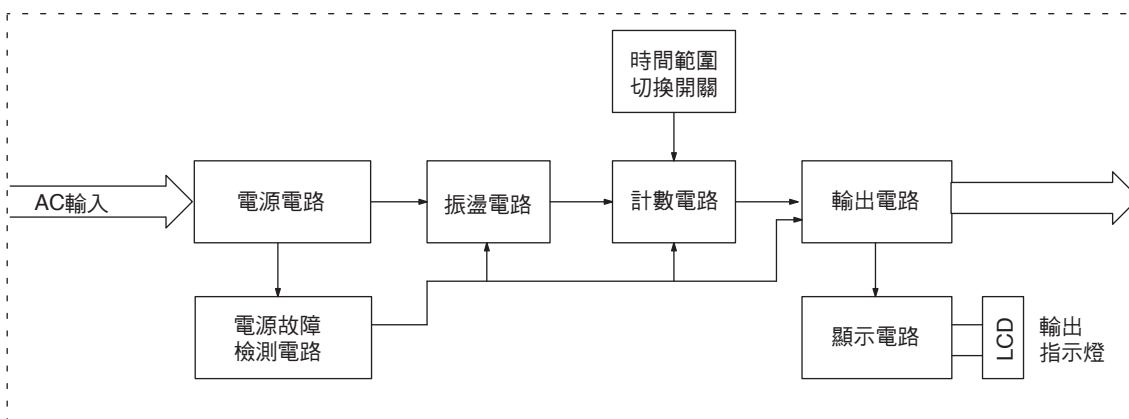 時間範圍
切換開關
AC輸入
電源電路
振盪電路
計數電路
輸出電路
電源故障
檢測電路
顯示電路
LCD
輸出
指示燈